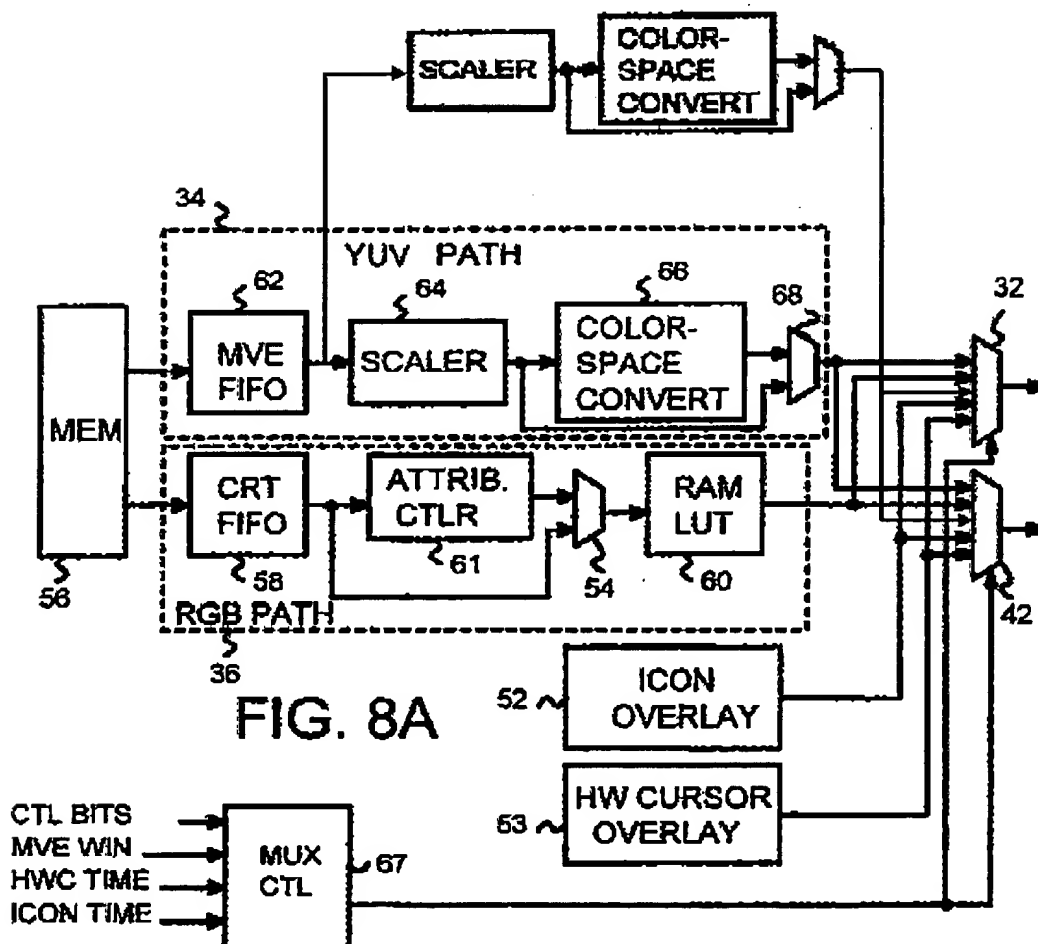 SCALER
COLOR-
SPACE
CONVERT
34
YUV PATH
62
MVE
FIFO
64
SCALER
66
COLOR-
SPACE
CONVERT
68
32
MEM
56
CRT
FIFO
58
ATTRIB.
CTLR
61
54
RAM
LUT
60
42
RGB PATH
36
FIG. 8A
52
ICON
OVERLAY
53
HW CURSOR
OVERLAY
CTL BITS
MVE WIN
HWC TIME
ICON TIME
MUX
CTL
67